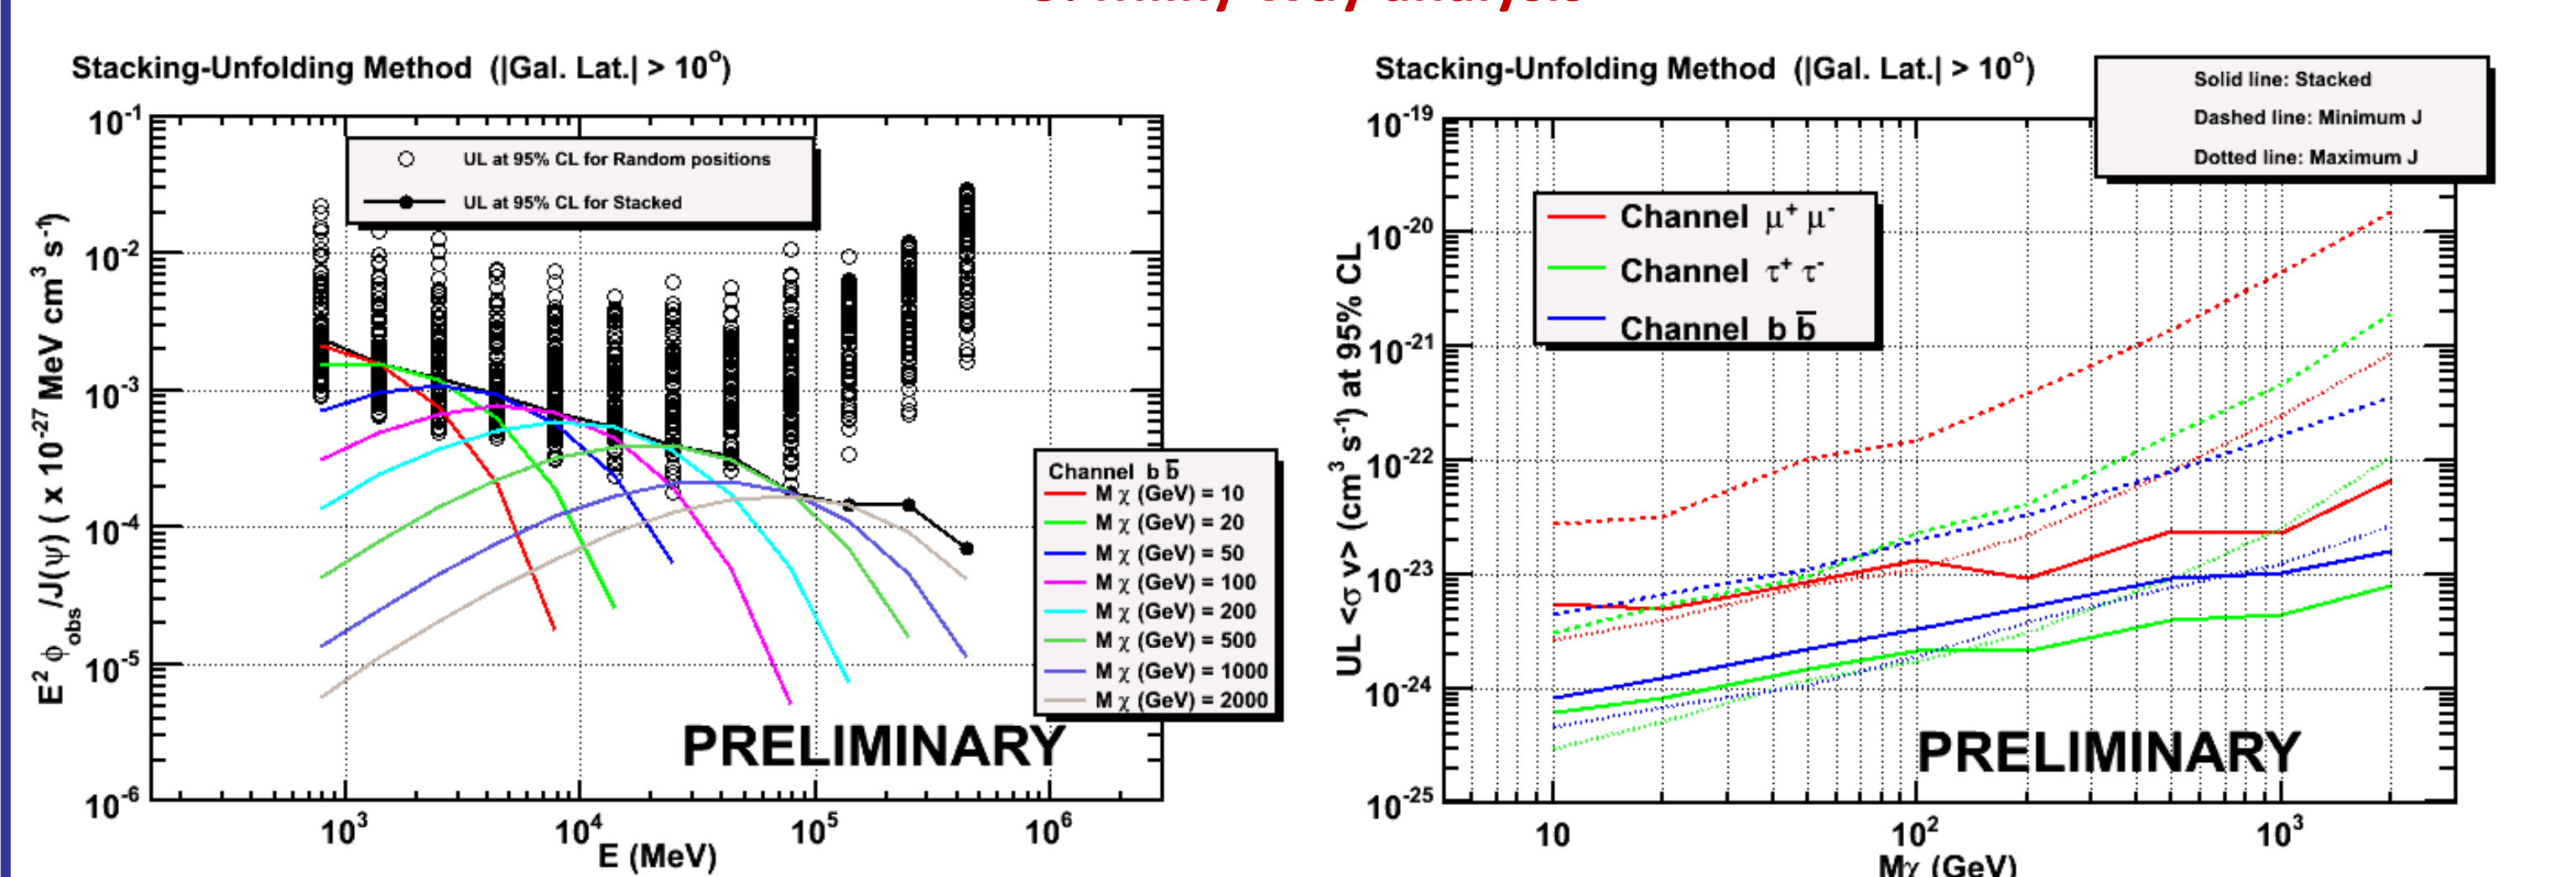 Stacking-Unfolding Method (|Gal. Lat.| > 10°)
10⁻¹
10⁻²
10⁻³
10⁻⁴
10⁻⁵
10⁻⁶
E² ϕobs/J(ψ) ( x 10⁻²⁷ MeV cm³ s⁻¹)
UL at 95% CL for Random positions
UL at 95% CL for Stacked
Channel b b̅
M χ (GeV) = 10
M χ (GeV) = 20
M χ (GeV) = 50
M χ (GeV) = 100
M χ (GeV) = 200
M χ (GeV) = 500
M χ (GeV) = 1000
M χ (GeV) = 2000
PRELIMINARY
10³ 10⁴ 10⁵ 10⁶
E (MeV)
Stacking-Unfolding Method (|Gal. Lat.| > 10°)
Solid line: Stacked
Dashed line: Minimum J
Dotted line: Maximum J
10⁻¹⁹
10⁻²⁰
10⁻²¹
10⁻²²
10⁻²³
10⁻²⁴
10⁻²⁵
UL <σ v> (cm³ s⁻¹) at 95% CL
Channel μ⁺ μ⁻
Channel τ⁺ τ⁻
Channel b b̅
PRELIMINARY
10 10² 10³
(GeV)